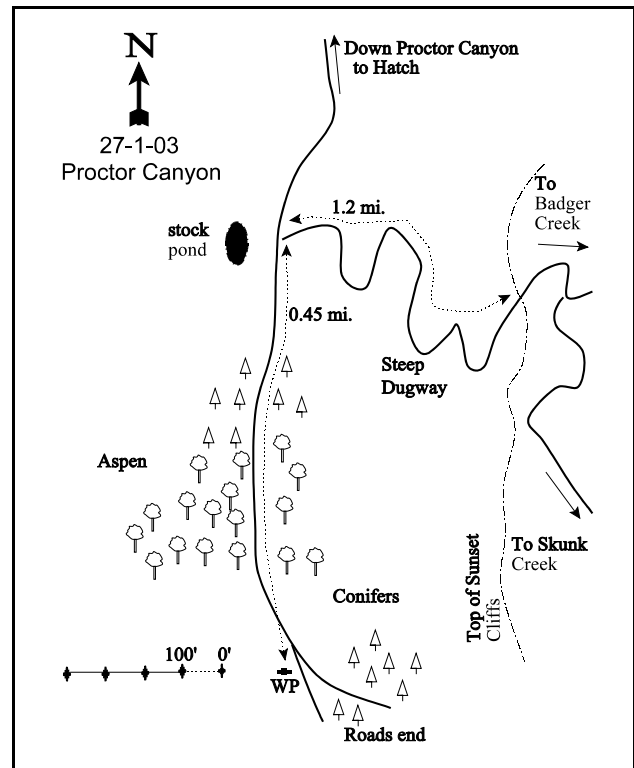 N
27-1-03
Proctor Canyon
Down Proctor Canyon
to Hatch
To
Badger
Creek
1.2 mi.
stock
pond
0.45 mi.
Steep
Dugway
Aspen
To Skunk
Creek
Top of Sunset
Cliffs
Conifers
100' 0'
WP
Roads end